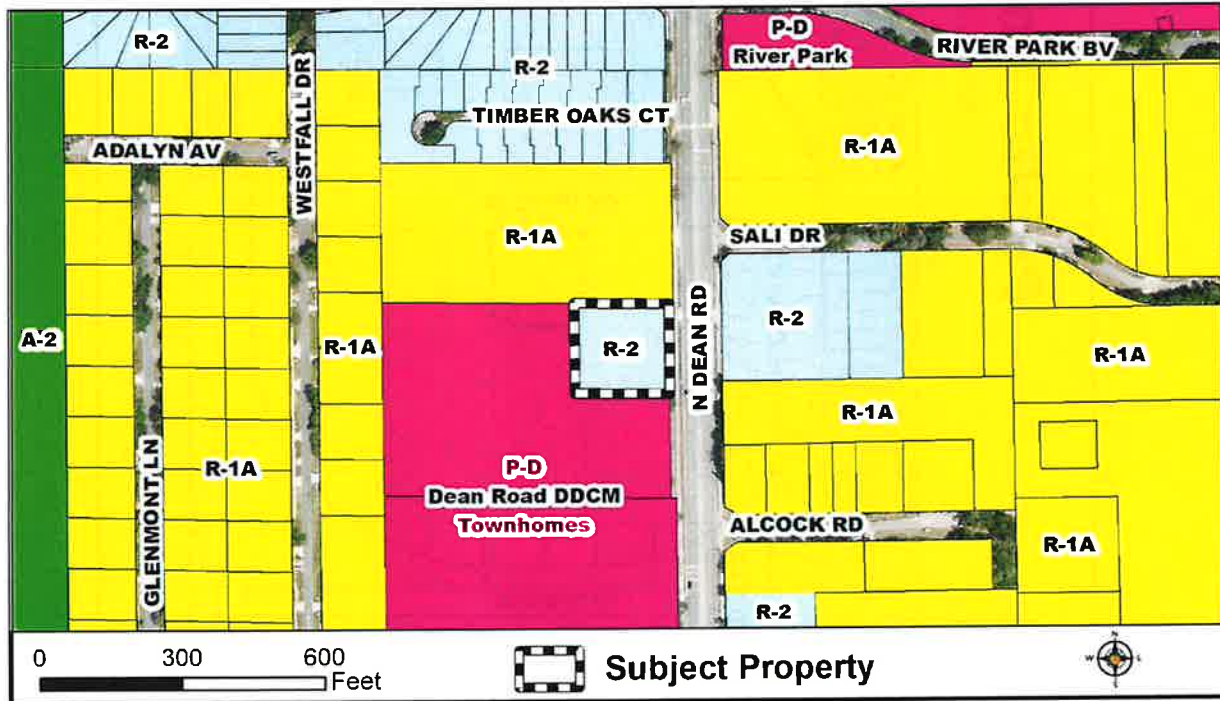 R-2
WESTFALL DR
R-2
P-D
River Park
RIVER PARK BV
TIMBER OAKS CT
ADALYN AV
R-1A
R-1A
SALI DR
A-2
R-1A
R-2
N DEAN RD
R-2
R-1A
R-1A
GLENMONT LN
R-1A
P-D
Dean Road DDCM
Townhomes
ALCOCK RD
R-1A
R-2
0 300 600
Feet
Subject Property
N
W